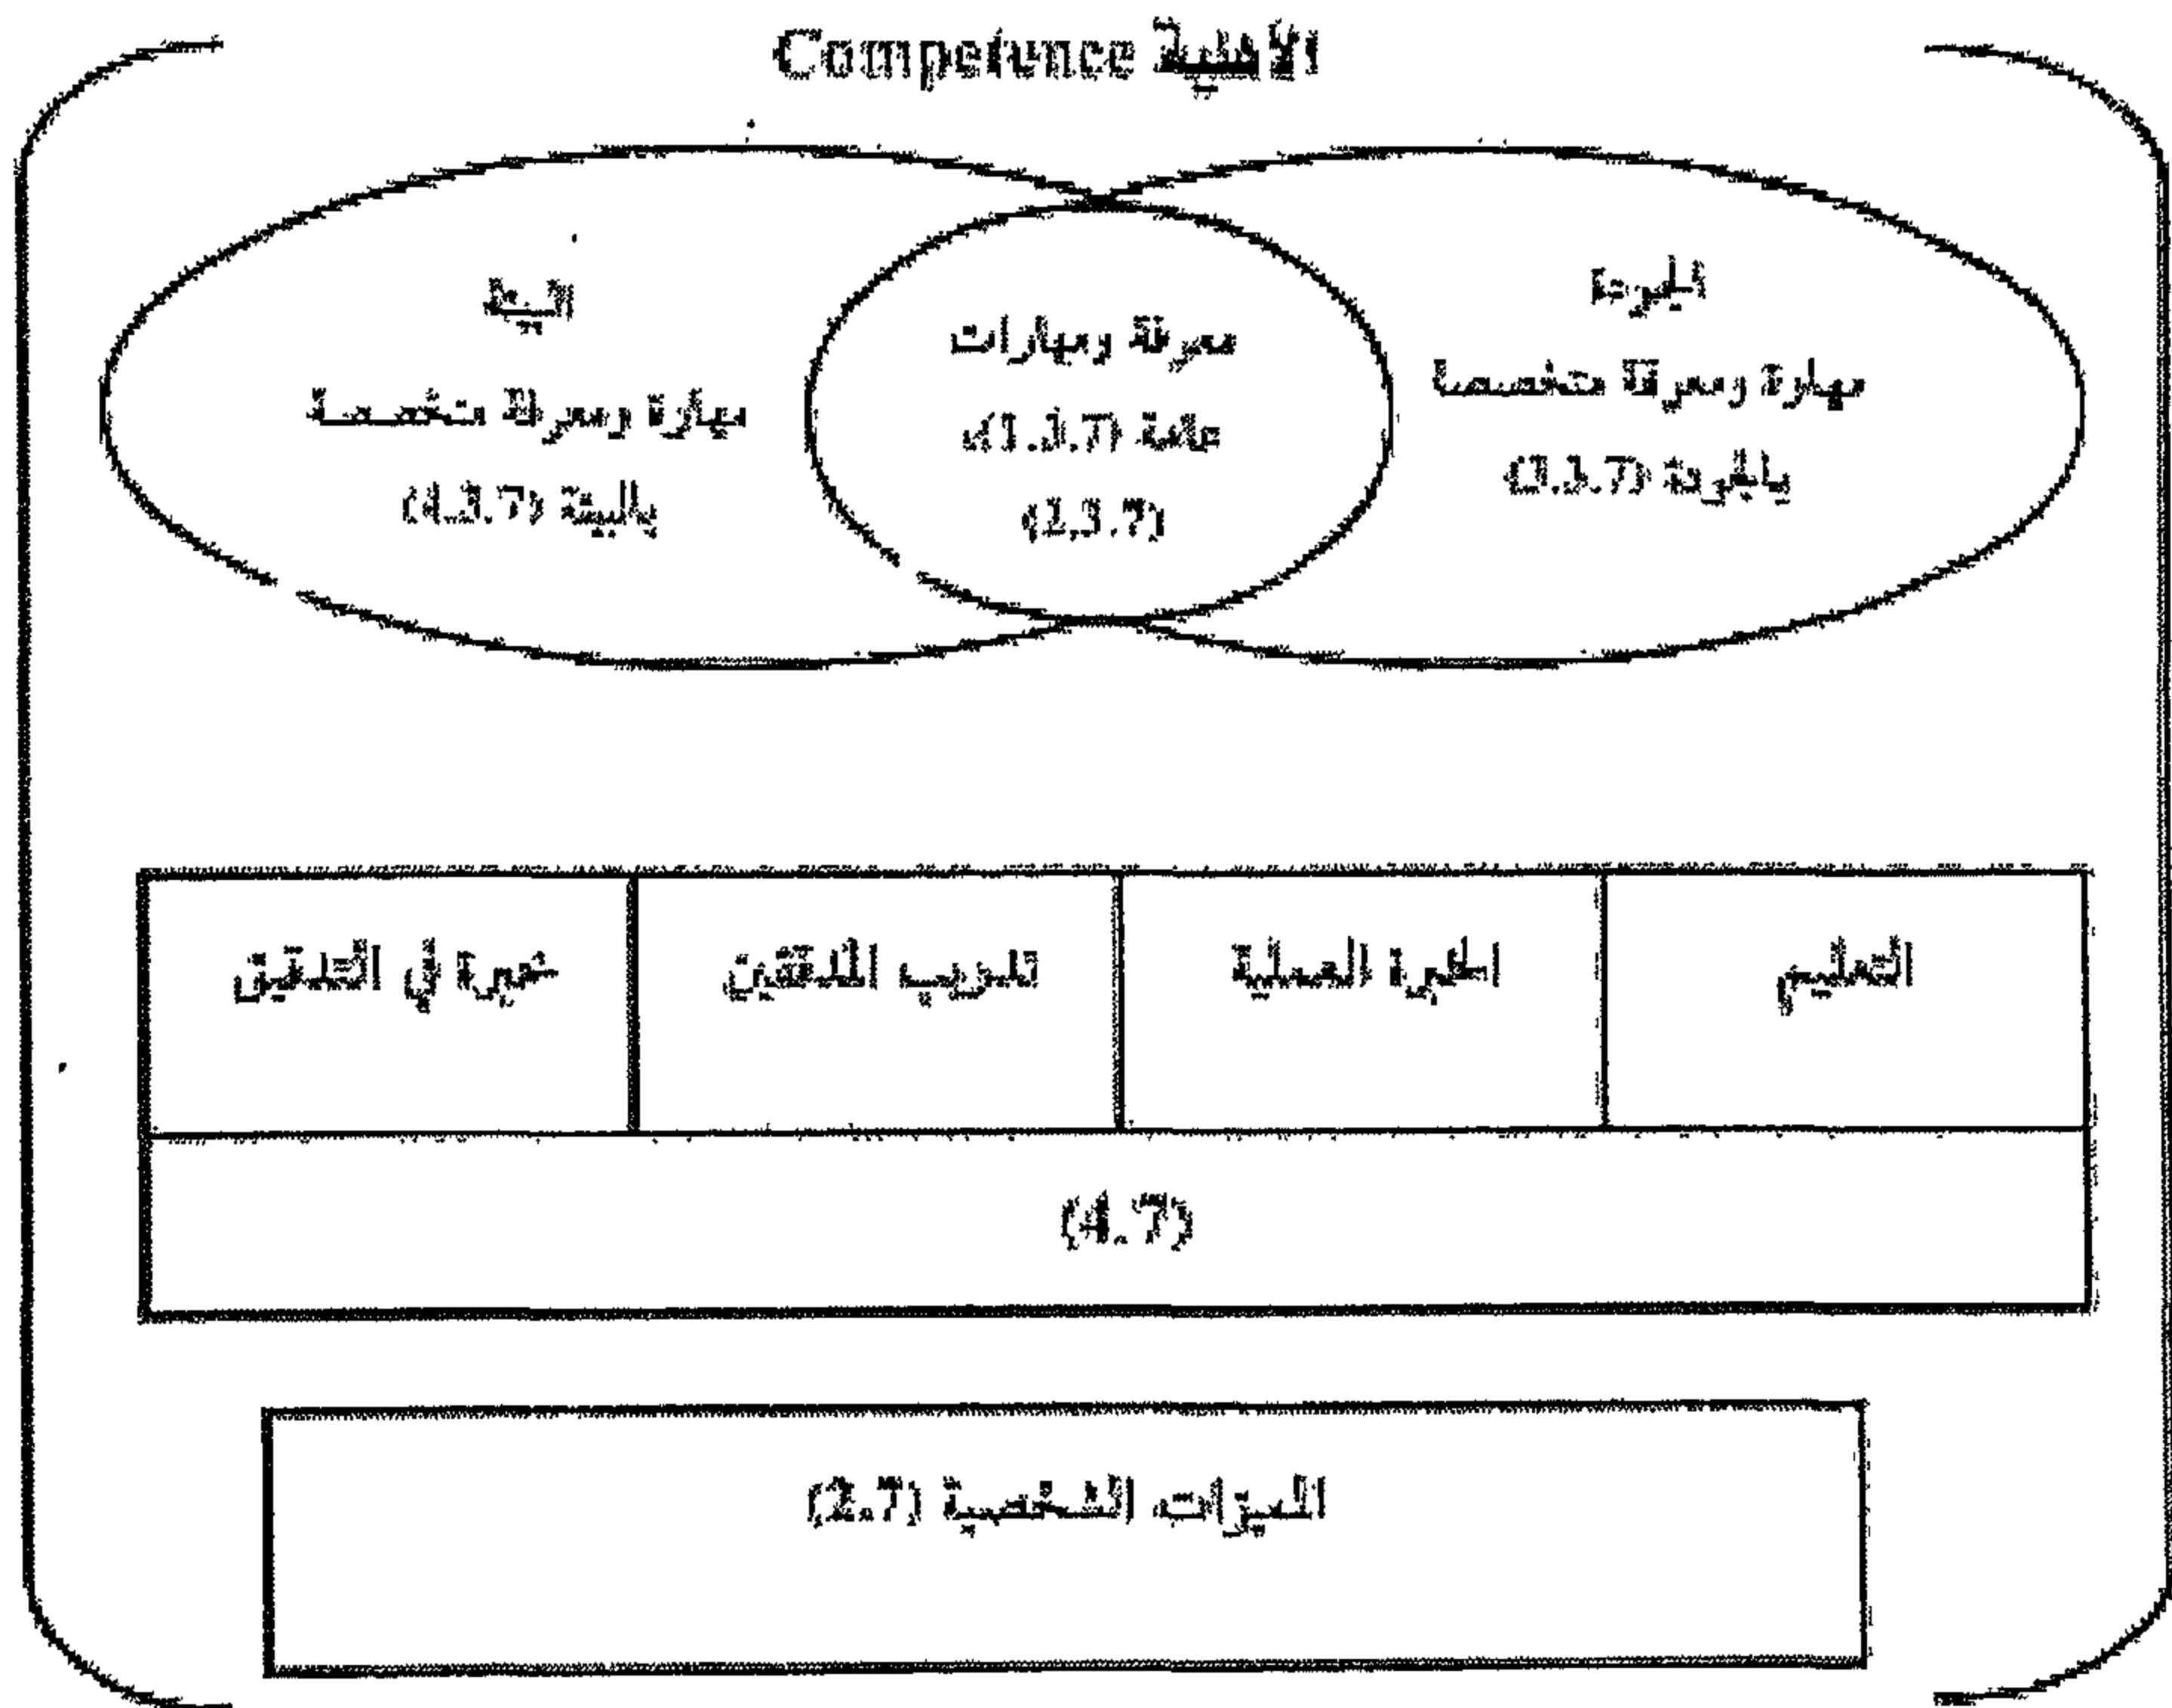 الأهلية Competence
الجودة
مهارة ومعرفة متخصصة
بالجودة (3.3.7)
معرفة ومهارات
عامة (1.3.7)،
(2.3.7)
البيئة
مهارة ومعرفة متخصصة
بالبيئة (4.3.7)
التعليم
الخبرة العملية
تدريب المدققين
خبرة في التدقيق
(4.7)
الميزات الشخصية (2.7)